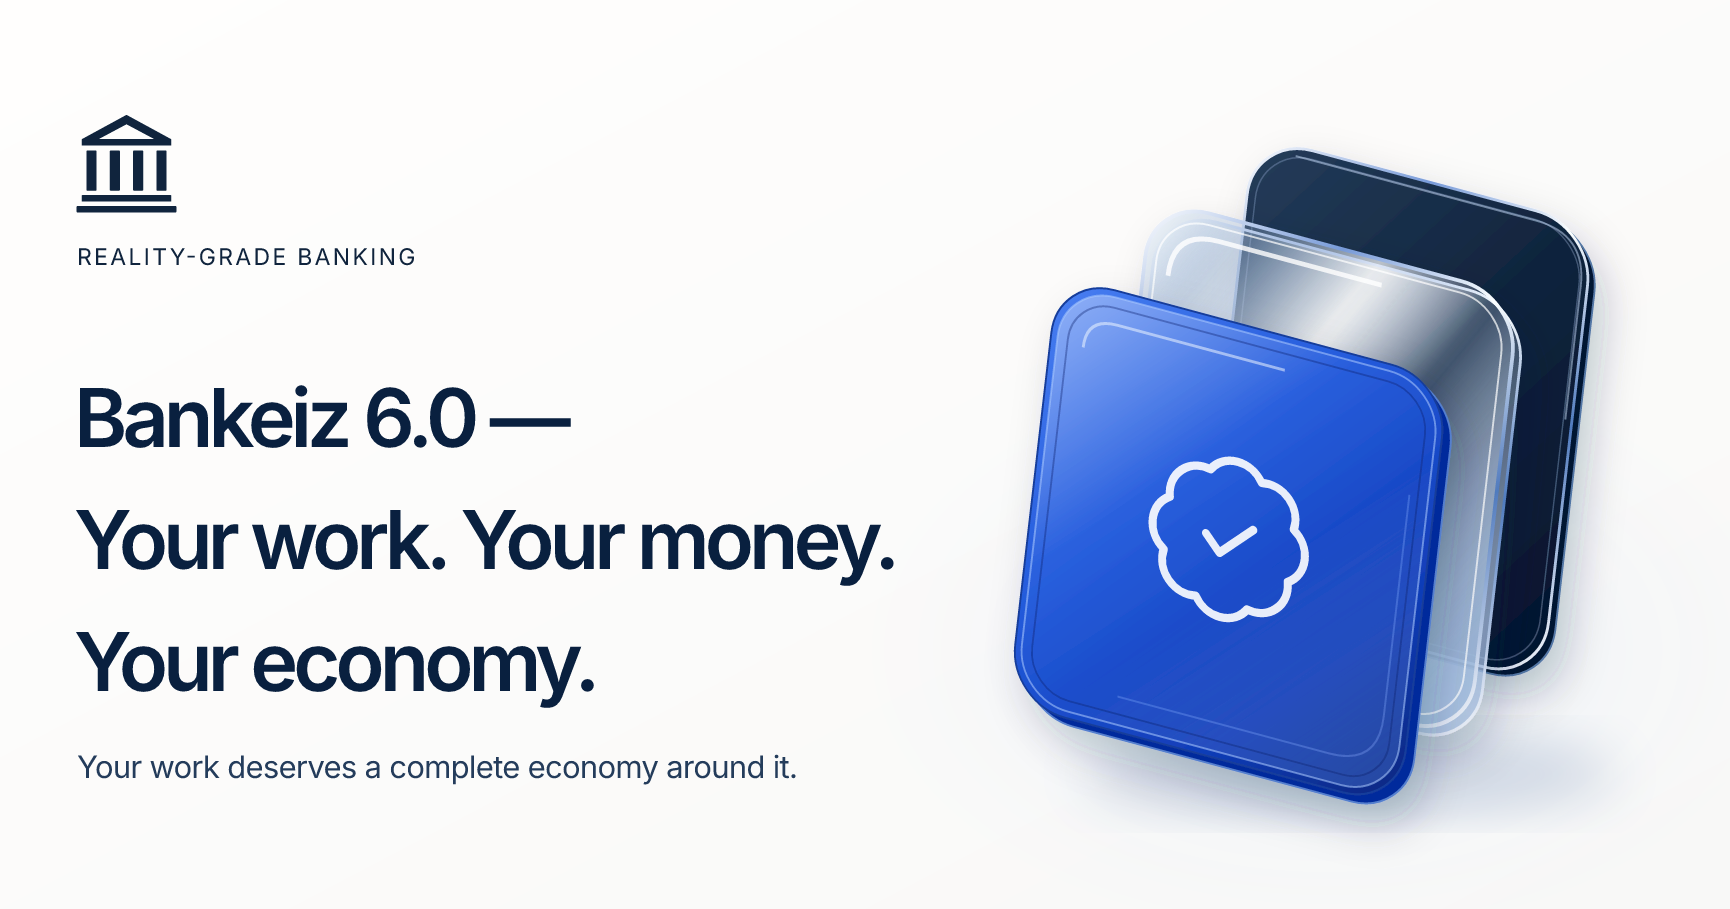 REALITY-GRADE BANKING
Bankeiz 6.0 —
Your work. Your money.
Your economy.
Your work deserves a complete economy around it.